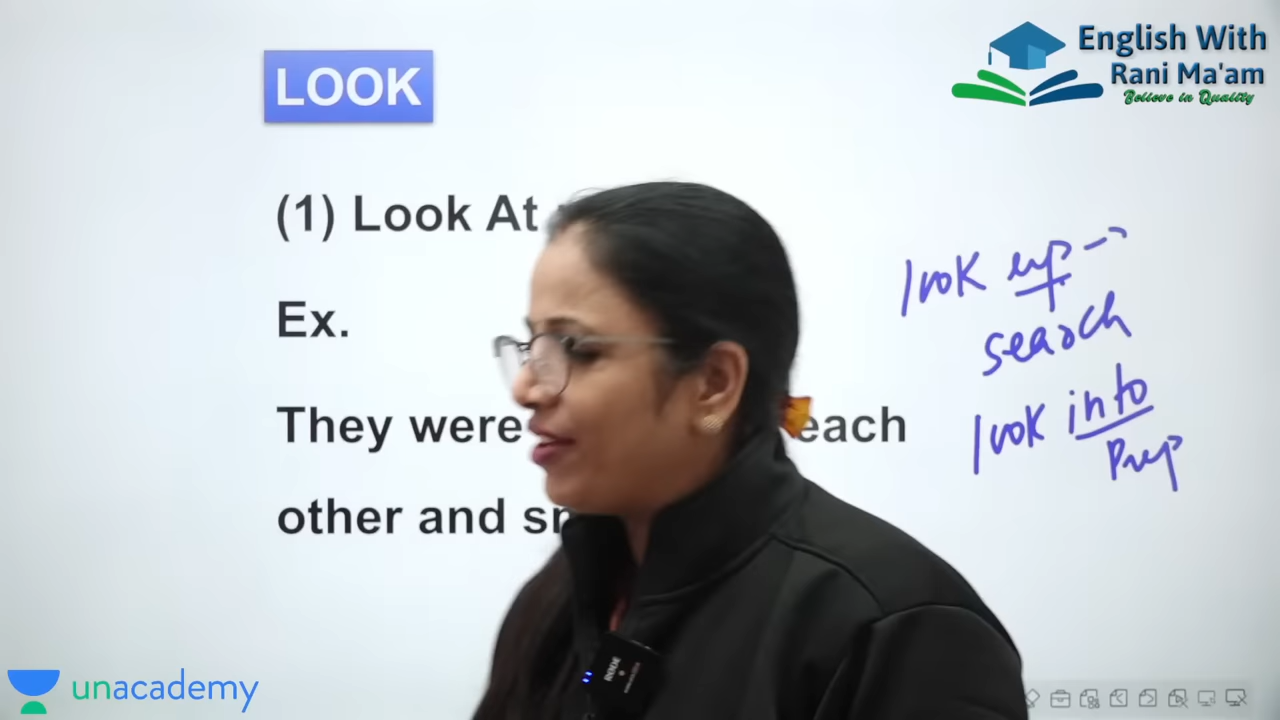 LOOK
English With
Rani Ma'am
Believe in Quality
(1) Look At
Ex.
They were each
other and
look up →
search
look into
Prep
RODE
unacademy